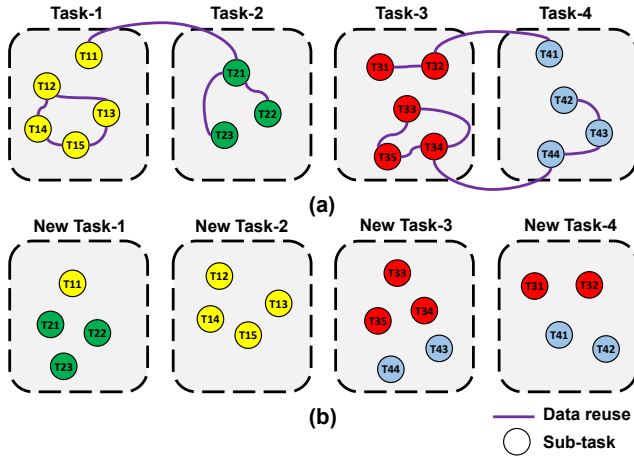 Task-1 Task-2 Task-3 Task-4
T11 T21 T31 T32 T41
T12 T13 T22 T33 T42
T14 T15 T23 T35 T34 T44 T43
(a)
New Task-1 New Task-2 New Task-3 New Task-4
T11 T12 T33 T31 T32
T21 T22 T14 T13 T35 T34 T41
T23 T15 T44 T43 T42
(b)
Data reuse
Sub-task